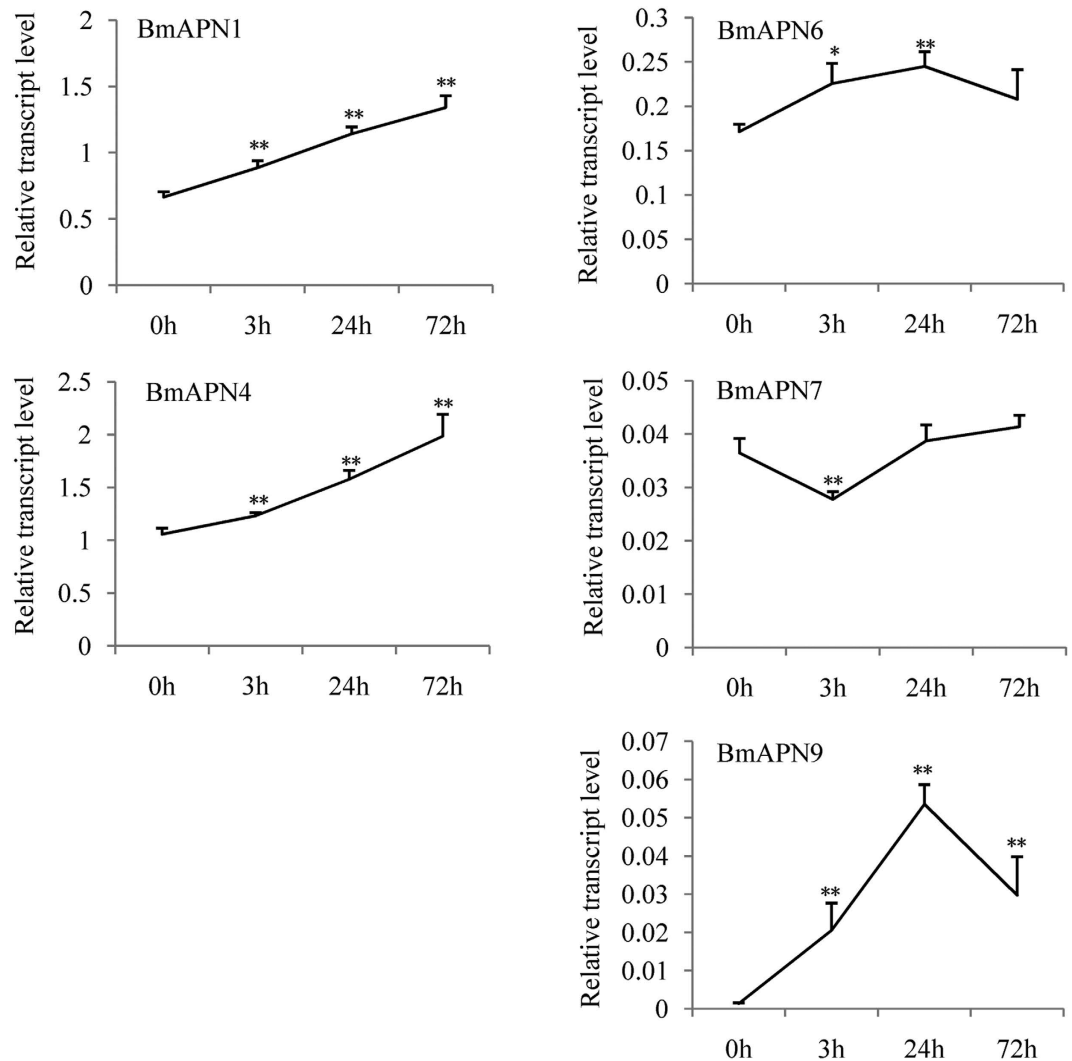 BmAPN1
Relative transcript level
2
1.5
1
0.5
0
** ** **
0h 3h 24h 72h
BmAPN6
Relative transcript level
0.3
0.25
0.2
0.15
0.1
0.05
0
* **
0h 3h 24h 72h
BmAPN4
Relative transcript level
2.5
2
1.5
1
0.5
0
** ** **
0h 3h 24h 72h
BmAPN7
Relative transcript level
0.05
0.04
0.03
0.02
0.01
0
**
0h 3h 24h 72h
BmAPN9
Relative transcript level
0.07
0.06
0.05
0.04
0.03
0.02
0.01
0
** ** **
0h 3h 24h 72h